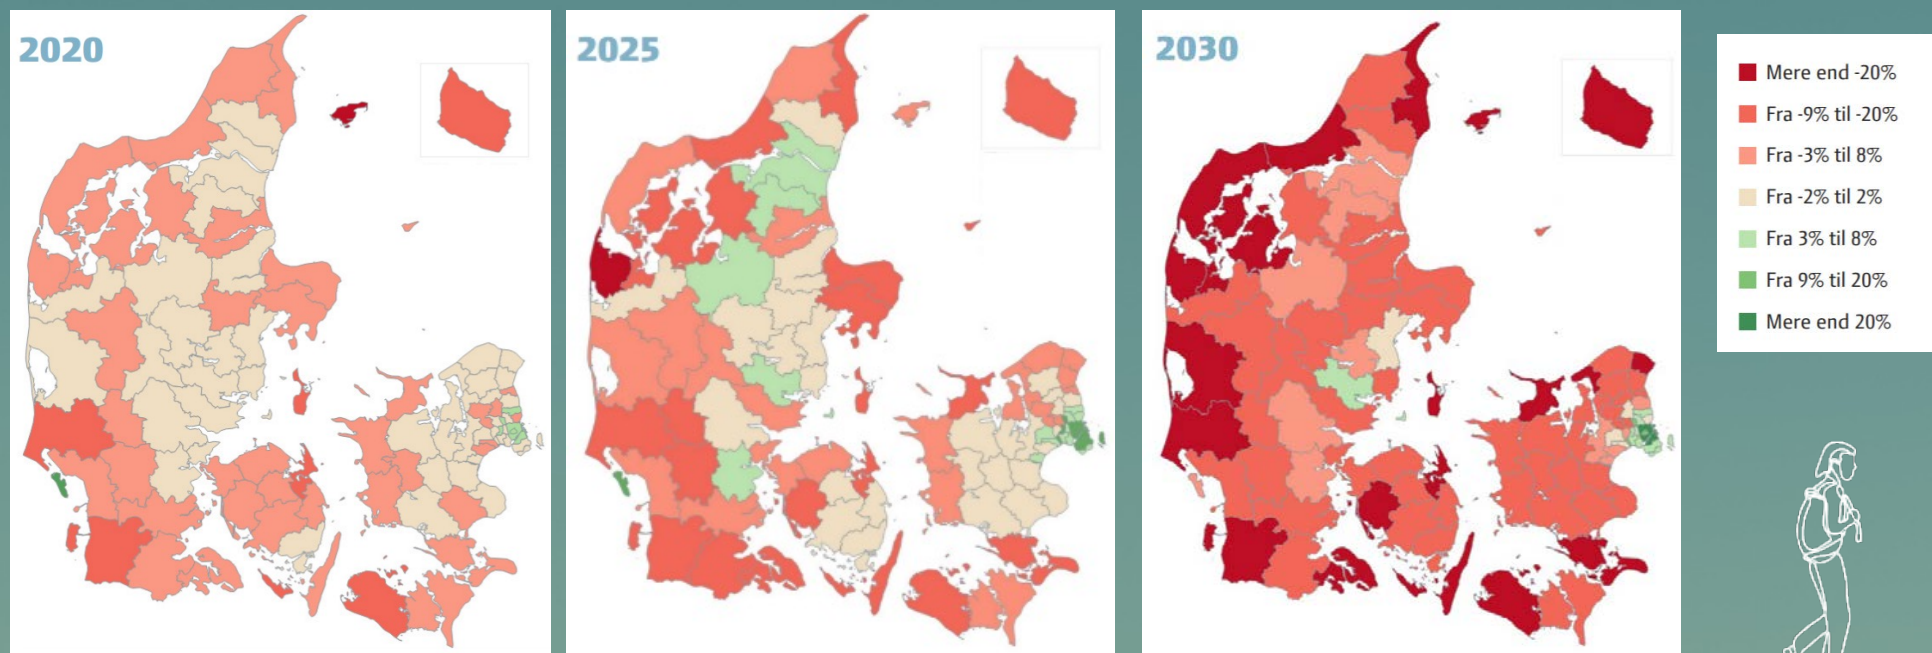 2020
2025
2030
Mere end -20%
Fra -9% til -20%
Fra -3% til 8%
Fra -2% til 2%
Fra 3% til 8%
Fra 9% til 20%
Mere end 20%